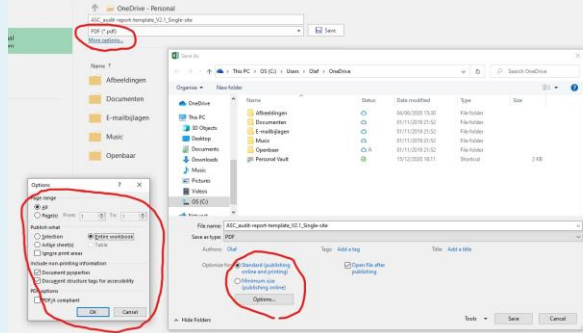 OneDrive - Personal
ASC_audit-report-template_V2.1_Single-site
PDF (*.pdf)
Save
More options...
Name ↑
Afbeeldingen
Documenten
E-mailbijlagen
Music
Openbaar
Save As
This PC > OS (C:) > Users > Olaf > OneDrive
Search OneDrive
Organise New folder
Name Status Date modified Type Size
OneDrive
This PC
3D Objects
Desktop
Documents
Downloads
Music
Pictures
Videos
OS (C:)
Afbeeldingen 04/06/2020 15:30 File folder
Documenten 01/11/2019 21:52 File folder
E-mailbijlagen 01/11/2019 21:52 File folder
Music 01/11/2019 21:52 File folder
Openbaar 01/11/2019 21:52 File folder
Personal Vault 15/12/2020 18:11 Shortcut 2 KB
File name: ASC_audit-report-template_V2.1_Single-site
Save as type: PDF
Authors: Olaf Tags: Add a tag Title: Add a title
Optimize for: Standard (publishing online and printing)
Minimum size (publishing online)
Options...
Open file after publishing
Hide Folders
Tools Save Cancel
Options ? X
Page range
All
Page(s) From: 1 To: 1
Publish what
Selection Entire workbook
Active sheet(s) Table
Ignore print areas
Include non-printing information
Document properties
Document structure tags for accessibility
PDF options
PDF/A compliant
OK Cancel